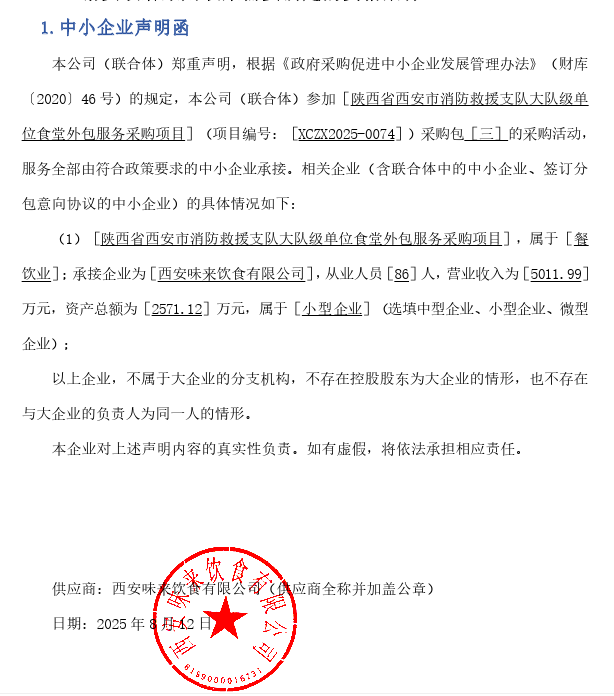 1. 中小企业声明函
本公司（联合体）郑重声明，根据《政府采购促进中小企业发展管理办法》（财库
〔2020〕46 号）的规定，本公司（联合体）参加［陕西省西安市消防救援支队大队级单
位食堂外包服务采购项目］（项目编号：［XCZX2025-0074］）采购包［三］的采购活动，
服务全部由符合政策要求的中小企业承接。相关企业（含联合体中的中小企业、签订分
包意向协议的中小企业）的具体情况如下：
（1）［陕西省西安市消防救援支队大队级单位食堂外包服务采购项目］，属于［餐
饮业］；承接企业为［西安味来饮食有限公司］，从业人员［86］人，营业收入为［5011.99］
万元，资产总额为［2571.12］万元，属于［小型企业］（选填中型企业、小型企业、微型
企业）；
以上企业，不属于大企业的分支机构，不存在控股股东为大企业的情形，也不存在
与大企业的负责人为同一人的情形。
本企业对上述声明内容的真实性负责。如有虚假，将依法承担相应责任。
供应商：西安味来饮食有限公司（供应商全称并加盖公章）
日期：2025 年 8 月 12 日
西安味来饮食有限公司